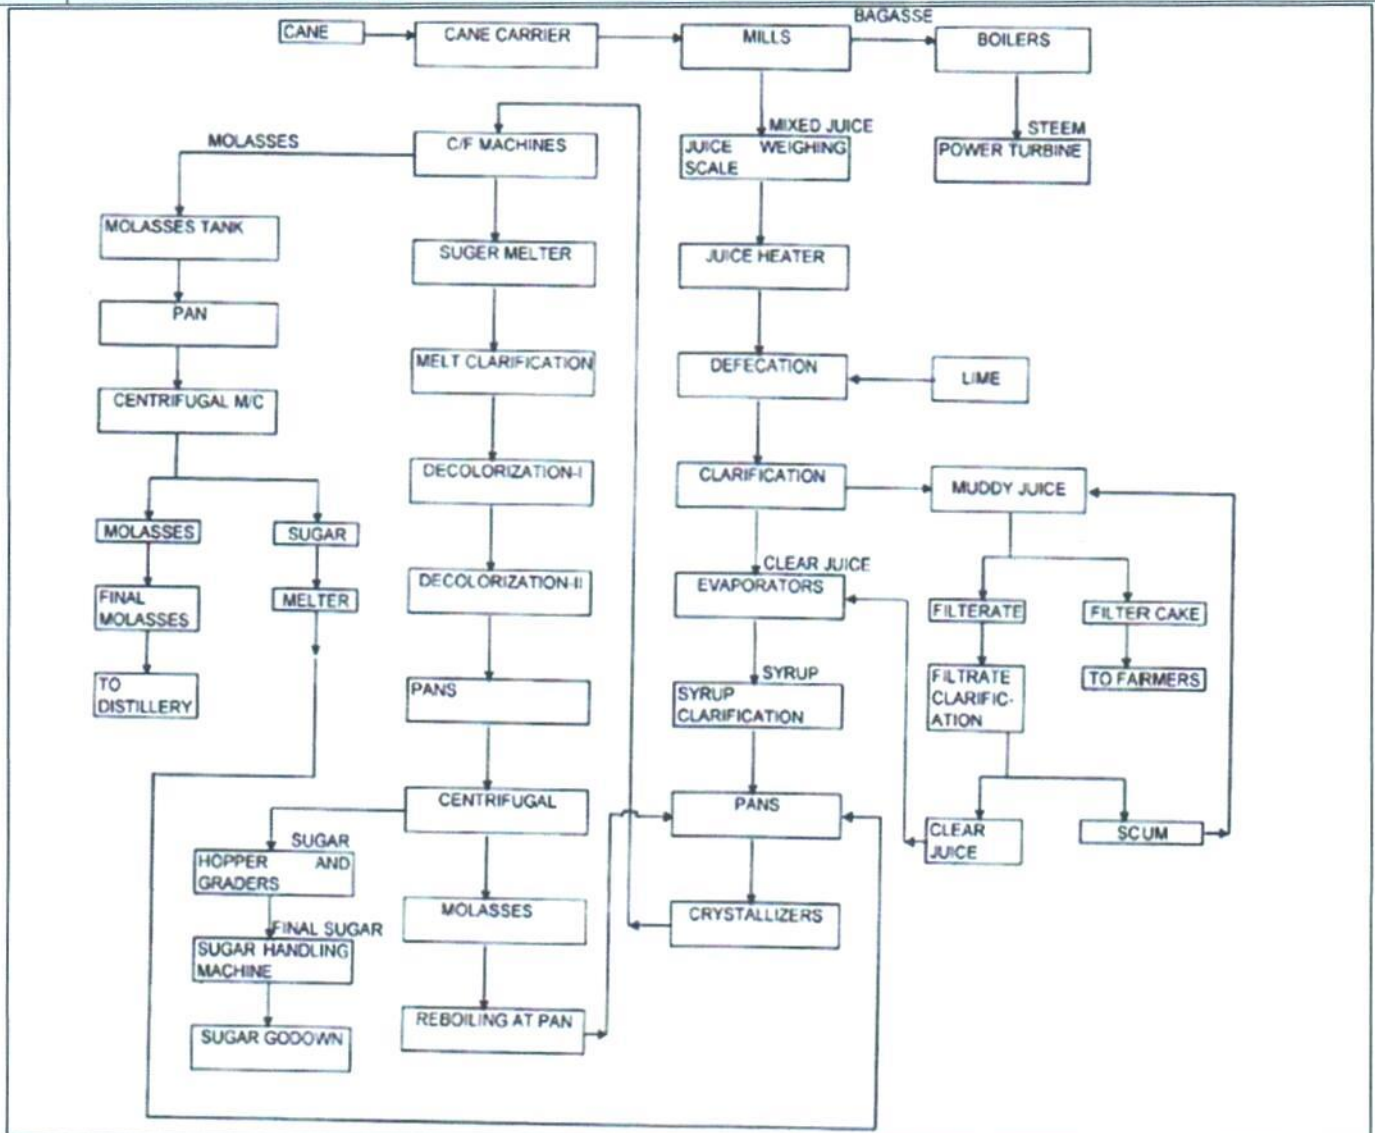 BAGASSE
CANE
CANE CARRIER
MILLS
BOILERS
MIXED JUICE
STEEM
MOLASSES
C/F MACHINES
JUICE WEIGHING
SCALE
POWER TURBINE
MOLASSES TANK
SUGER MELTER
JUICE HEATER
PAN
MELT CLARIFICATION
DEFECATION
LIME
CENTRIFUGAL M/C
DECOLORIZATION-I
CLARIFICATION
MUDDY JUICE
MOLASSES
SUGAR
CLEAR JUICE
DECOLORIZATION-II
EVAPORATORS
FINAL
MOLASSES
MELTER
FILTERATE
FILTER CAKE
SYRUP
TO
DISTILLERY
PANS
SYRUP
CLARIFICATION
FILTRATE
CLARIFIC-
ATION
TO FAIRMERS
CENTRIFUGAL
PANS
SUGAR
HOPPER AND
GRADERS
CLEAR
JUICE
SCUM
MOLASSES
CRYSTALLIZERS
FINAL SUGAR
SUGAR HANDLING
MACHINE
REBOILING AT PAN
SUGAR GODOWN